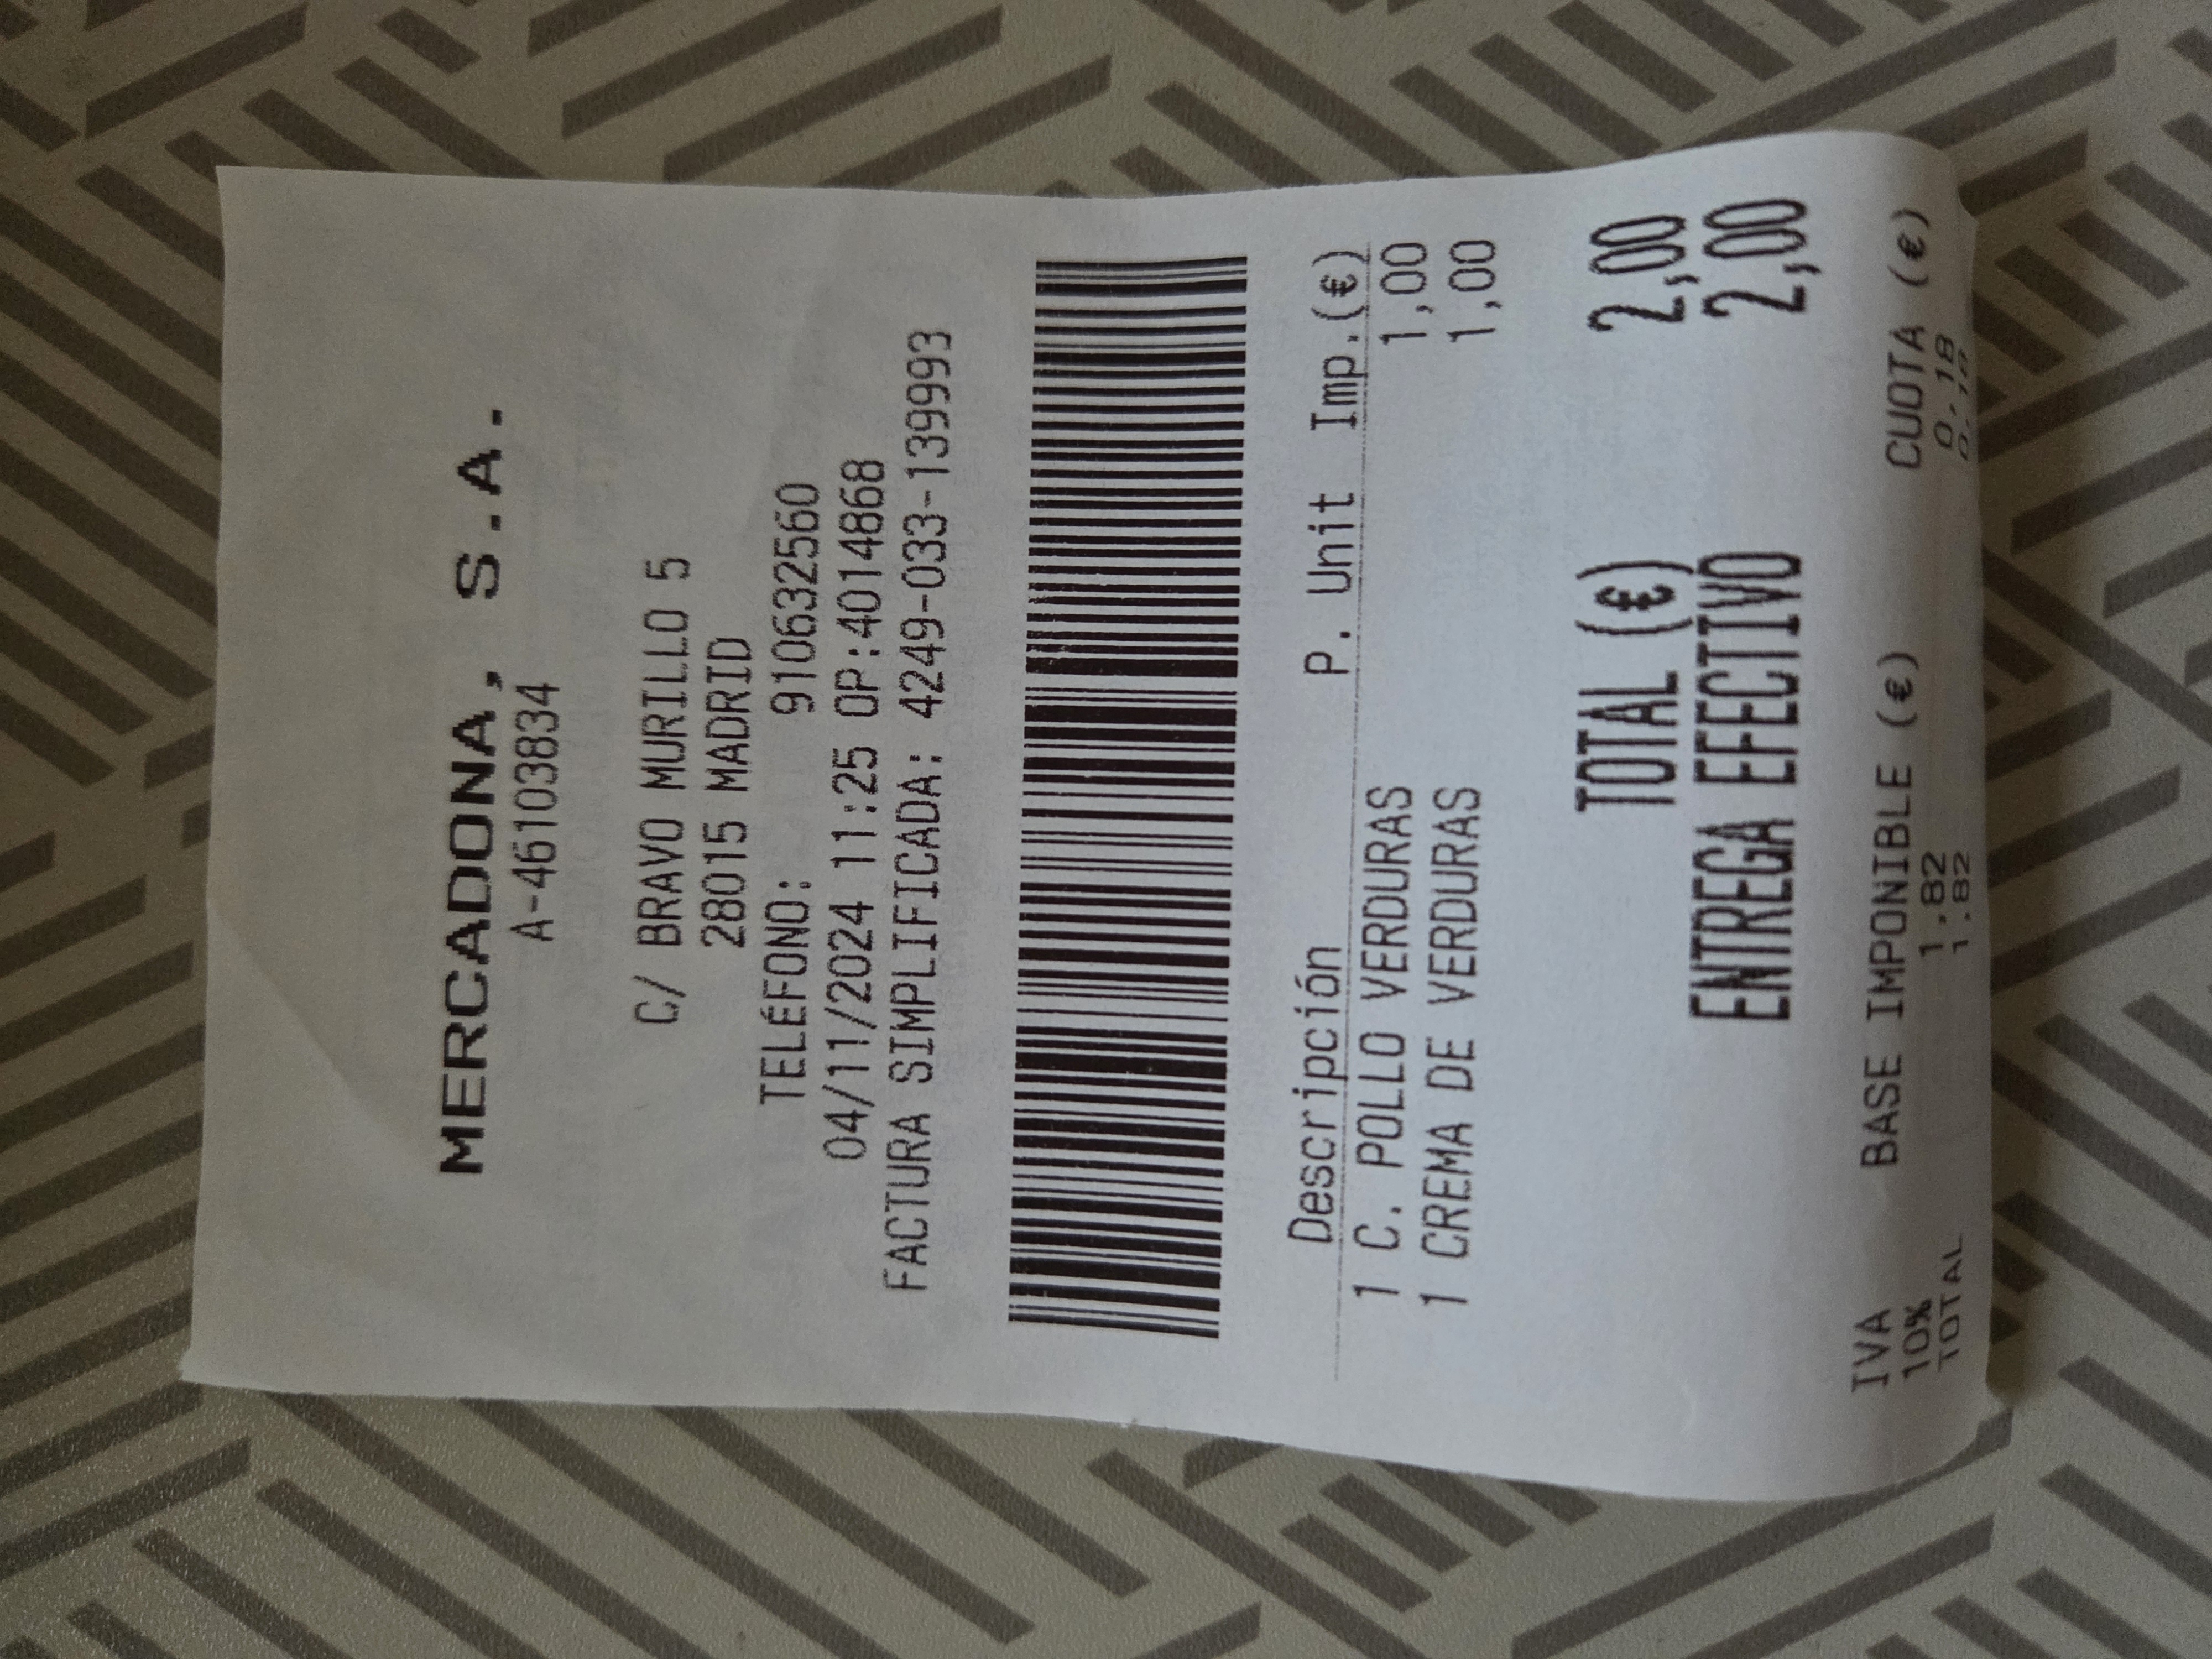 MERCADONA, S.A.
A-46103834
C/ BRAVO MURILLO 5
28015 MADRID
TELÉFONO: 910632560
04/11/2024 11:25 OP:4014868
FACTURA SIMPLIFICADA: 4249-033-139993
Descripción P. Unit Imp.(€)
1 C. POLLO VERDURAS 1,00
1 CREMA DE VERDURAS 1,00
TOTAL (€) 2,00
ENTREGA EFECTIVO 2,00
IVA BASE IMPONIBLE (€) CUOTA (€)
10% 1.82 0.18
TOTAL 1.82